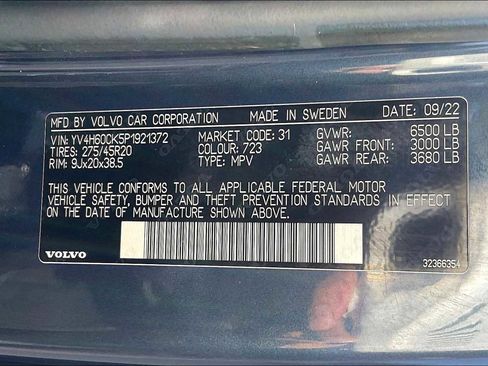 MFD BY VOLVO CAR CORPORATION MADE IN SWEDEN DATE: 09/22
VIN: YV4H60CK5P1921372 MARKET CODE: 31 GVWR: 6500 LB
TIRES: 275/45R20 COLOUR: 723 GAWR FRONT: 3000 LB
RIM: 9Jx20x38.5 TYPE: MPV GAWR REAR: 3680 LB
THIS VEHICLE CONFORMS TO ALL APPLICABLE FEDERAL MOTOR
VEHICLE SAFETY, BUMPER AND THEFT PREVENTION STANDARDS IN EFFECT
ON THE DATE OF MANUFACTURE SHOWN ABOVE.
VOLVO 32366354